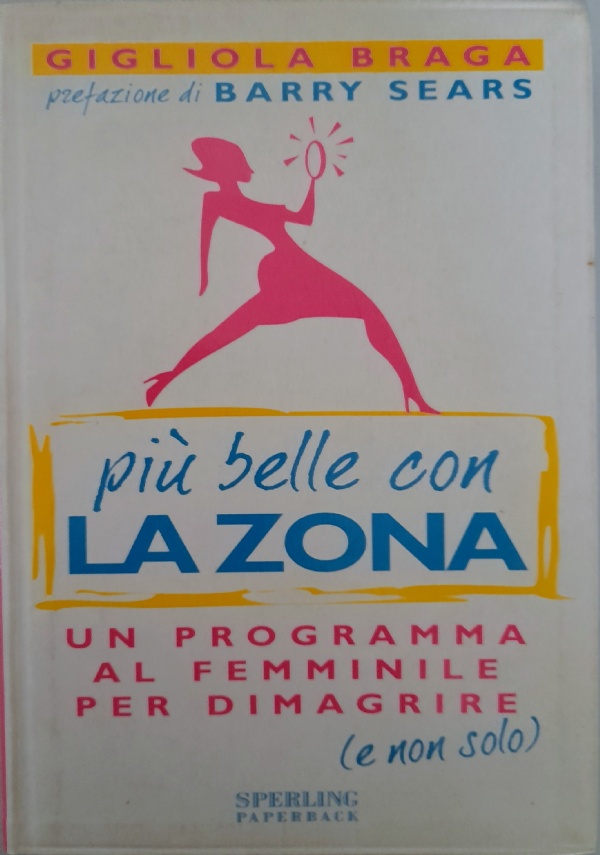 GIGLIOLA BRAGA
prefazione di BARRY SEARS
più belle con
LA ZONA
UN PROGRAMMA
AL FEMMINILE
PER DIMAGRIRE
(e non solo)
SPERLING
PAPERBACK